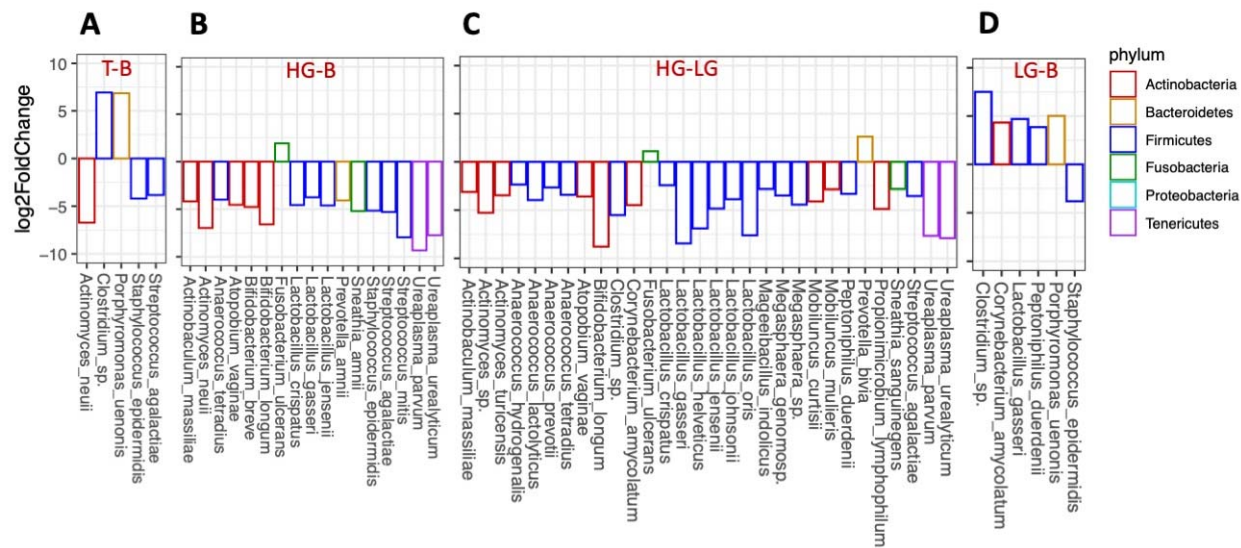 A
B
C
D
T-B
HG-B
HG-LG
LG-B
log2FoldChange
10
5
0
−5
−10
Actinomyces_neuii
Clostridium_sp.
Porphyromonas_uenonis
Staphylococcus_epidermidis
Streptococcus_agalactiae
Actinobaculum_massiliae
Actinomyces_neuii
Anaerococcus_tetradius
Atopobium_vaginae
Bifidobacterium_breve
Bifidobacterium_longum
Fusobacterium_ulcerans
Lactobacillus_crispatus
Lactobacillus_gasseri
Lactobacillus_jensenii
Prevotella_amnii
Sneathia_amnii
Staphylococcus_epidermidis
Streptococcus_agalactiae
Streptococcus_mitis
Ureaplasma_parvum
Ureaplasma_urealyticum
Actinobaculum_massiliae
Actinomyces_sp.
Actinomyces_turicensis
Anaerococcus_hydrogenalis
Anaerococcus_lactolyticus
Anaerococcus_prevotii
Anaerococcus_tetradius
Atopobium_vaginae
Bifidobacterium_longum
Clostridium_sp.
Corynebacterium_amycolatum
Fusobacterium_ulcerans
Lactobacillus_crispatus
Lactobacillus_gasseri
Lactobacillus_helveticus
Lactobacillus_jensenii
Lactobacillus_johnsonii
Lactobacillus_oris
Mageeibacillus_indolicus
Megasphaera_genomosp.
Megasphaera_sp.
Mobiluncus_curtisii
Mobiluncus_mulieris
Peptoniphilus_duerdenii
Prevotella_bivia
Propionimicrobium_lymphophilum
Sneathia_sanguinegens
Streptococcus_agalactiae
Ureaplasma_parvum
Ureaplasma_urealyticum
Clostridium_sp.
Corynebacterium_amycolatum
Lactobacillus_gasseri
Peptoniphilus_duerdenii
Porphyromonas_uenonis
Staphylococcus_epidermidis
phylum
Actinobacteria
Bacteroidetes
Firmicutes
Fusobacteria
Proteobacteria
Tenericutes